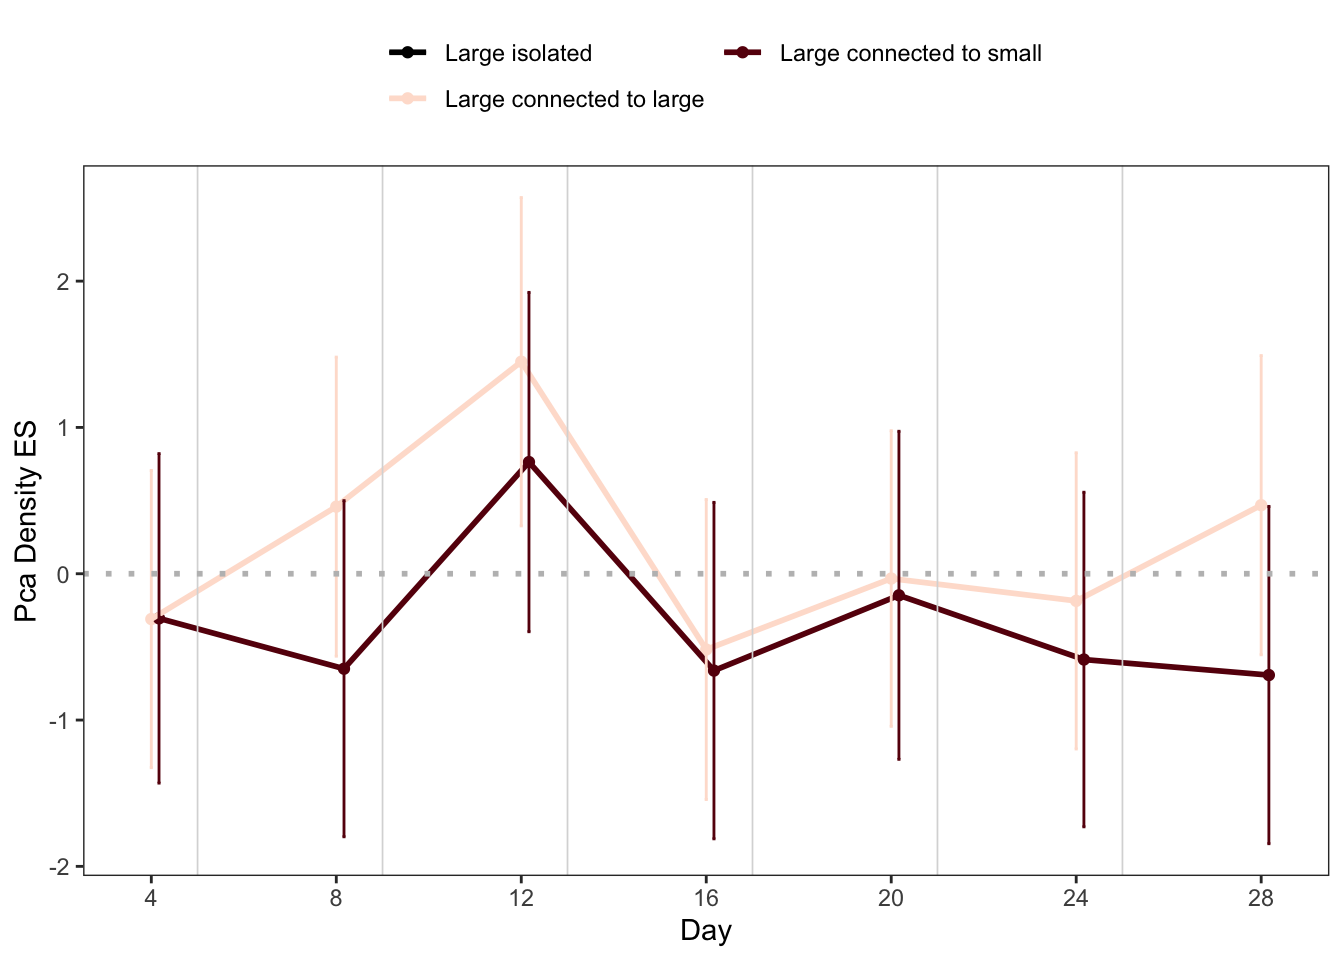 Large isolated
Large connected to small
Large connected to large
Pca Density ES
2
1
0
-1
-2
4 8 12 16 20 24 28
Day